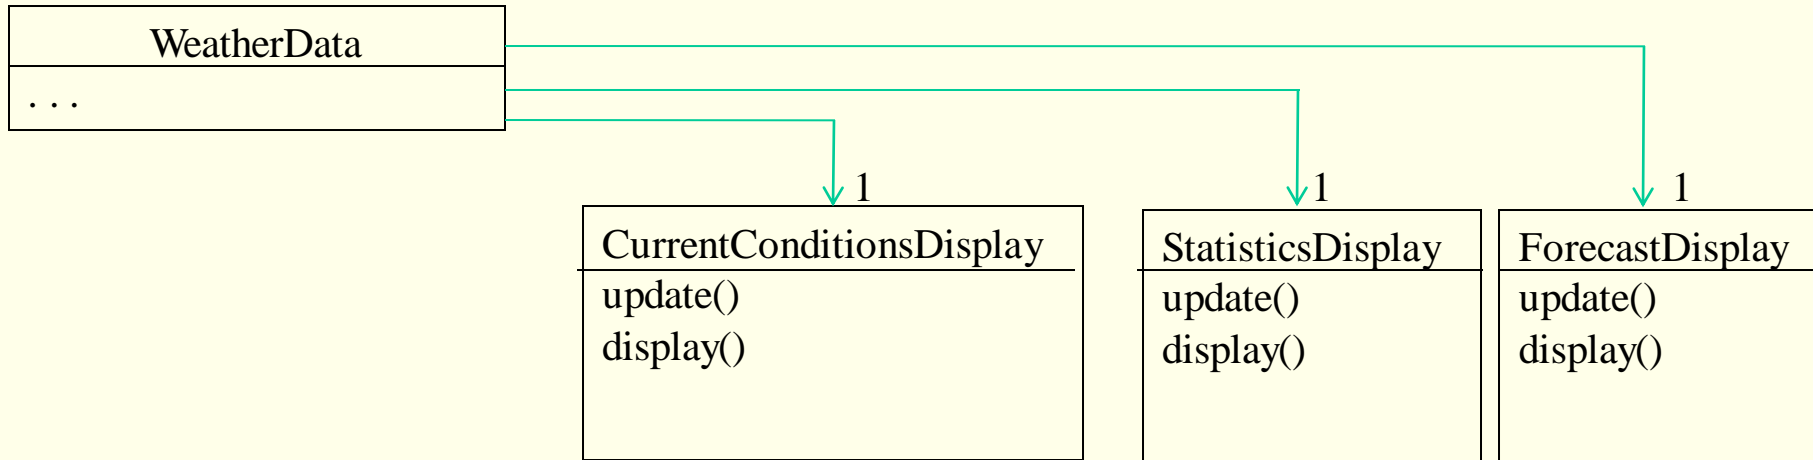 WeatherData
. . .
1
1
1
CurrentConditionsDisplay
update()
display()
StatisticsDisplay
update()
display()
ForecastDisplay
update()
display()